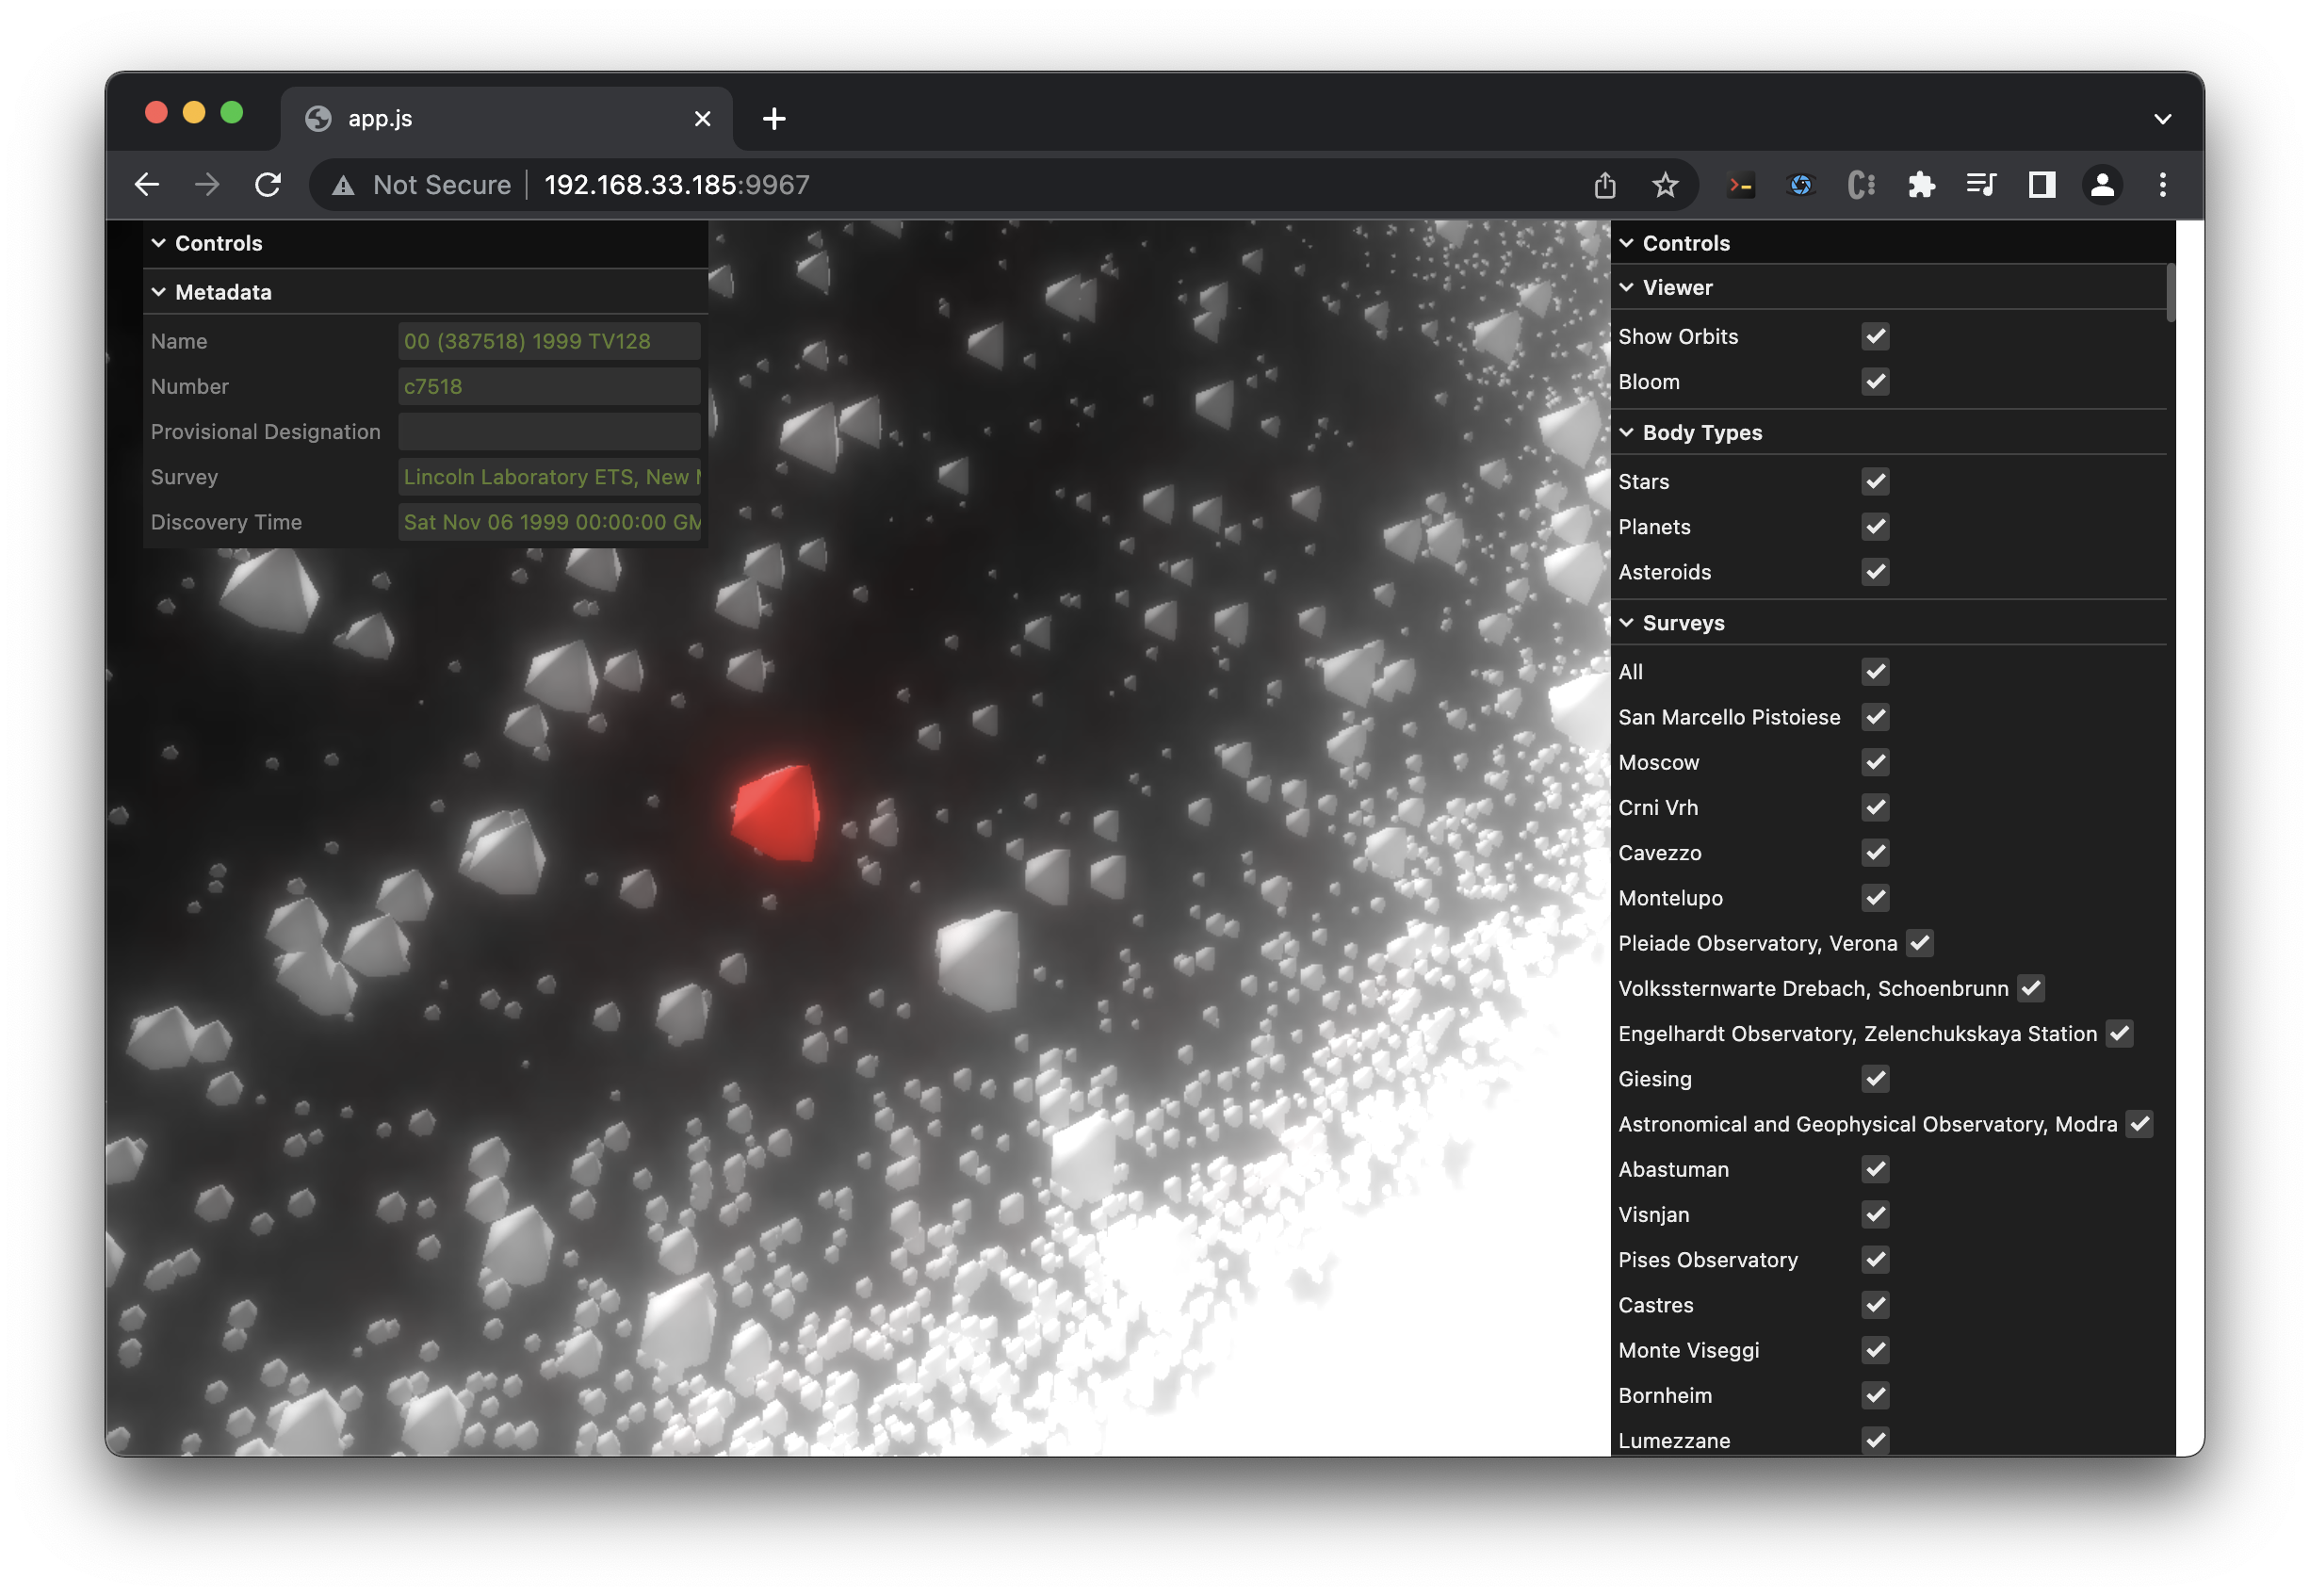 app.js
Not Secure
192.168.33.185:9967
Controls
Metadata
Name 00 (387518) 1999 TV128
Number c7518
Provisional Designation
Survey Lincoln Laboratory ETS, New
Discovery Time Sat Nov 06 1999 00:00:00 GM
Controls
Viewer
Show Orbits
Bloom
Body Types
Stars
Planets
Asteroids
Surveys
All
San Marcello Pistoiese
Moscow
Crni Vrh
Cavezzo
Montelupo
Pleiade Observatory, Verona
Volkssternwarte Drebach, Schoenbrunn
Engelhardt Observatory, Zelenchukskaya Station
Giesing
Astronomical and Geophysical Observatory, Modra
Abastuman
Visnjan
Pises Observatory
Castres
Monte Viseggi
Bornheim
Lumezzane